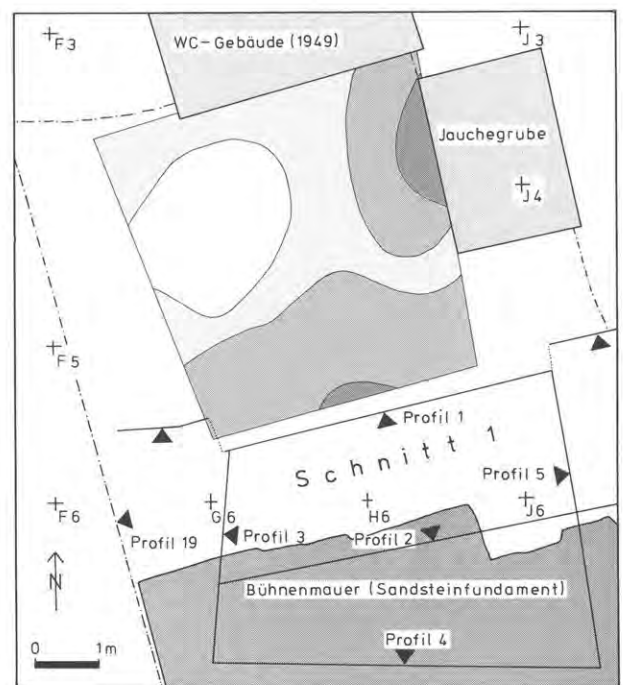 F3
WC-Gebäude (1949)
J3
Jauchegrube
J4
F5
Profil 1
Schnitt 1
Profil 5
F6
G6
H6
J6
Profil 19
Profil 3
Profil 2
N
Bühnenmauer (Sandsteinfundament)
0 1m
Profil 4